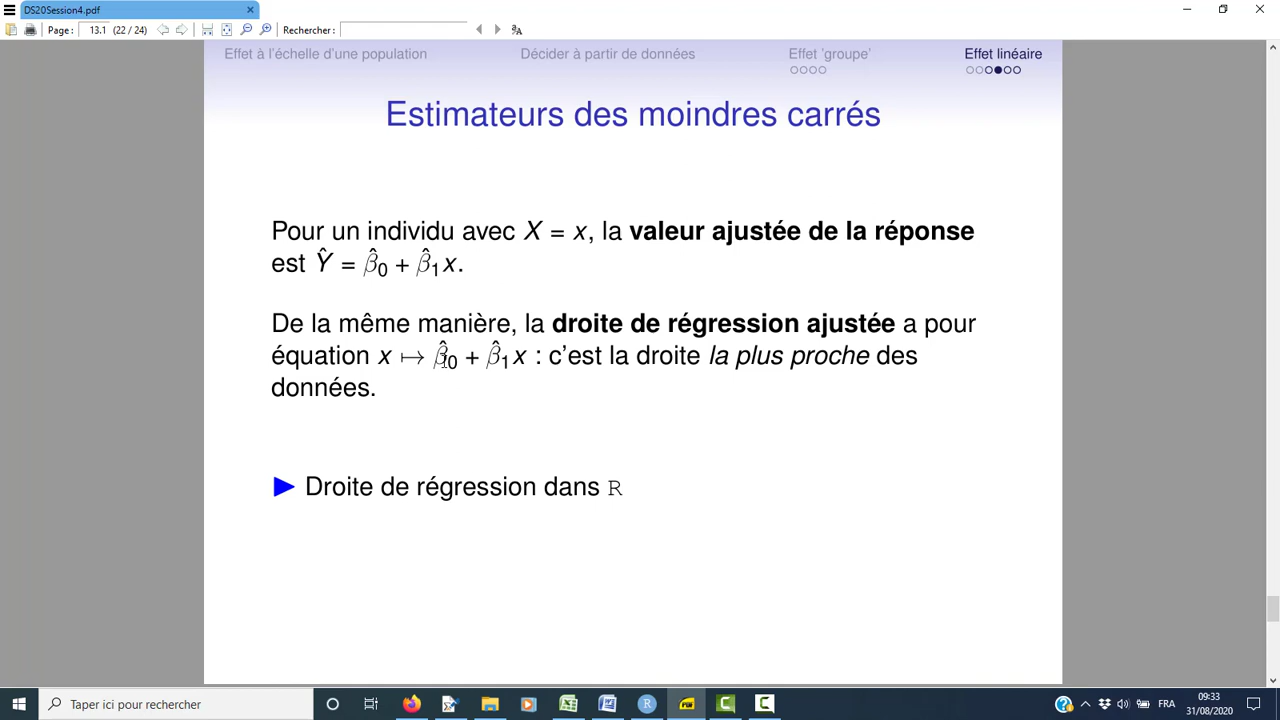 DS20Session4.pdf
Page : 13.1 (22 / 24) Rechercher :
Effet à l'échelle d'une population Décider à partir de données Effet 'groupe' Effet linéaire
Estimateurs des moindres carrés
Pour un individu avec X = x, la valeur ajustée de la réponse
est Ŷ = β̂₀ + β̂₁x.
De la même manière, la droite de régression ajustée a pour
équation x ↦ β̂₀ + β̂₁x : c'est la droite la plus proche des
données.
Droite de régression dans R
Taper ici pour rechercher
FRA
09:33
31/08/2020